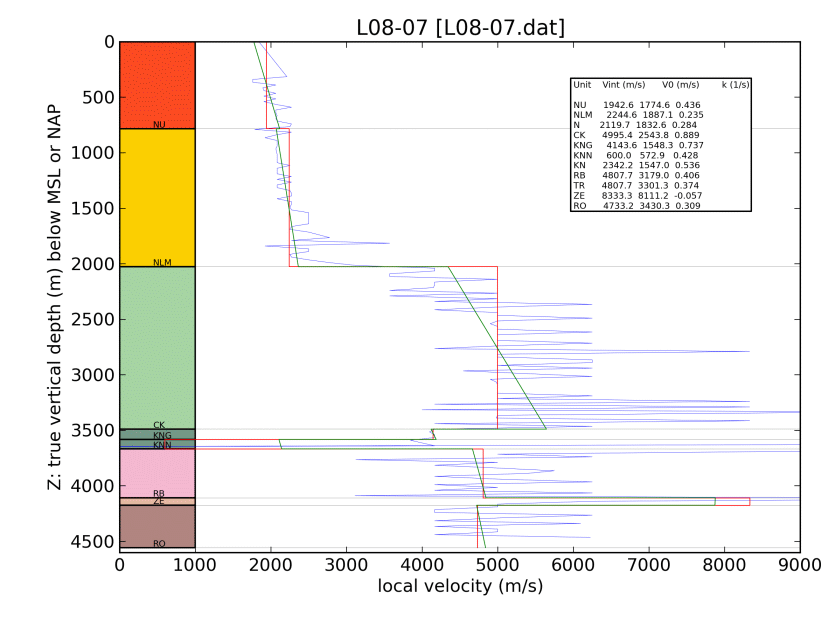 L08-07 [L08-07.dat]
Z: true vertical depth (m) below MSL or NAP
0
500
1000
1500
2000
2500
3000
3500
4000
4500
NU
NLM
CK
KNG
KNN
RB
ZE
RO
Unit Vint (m/s) V0 (m/s) k (1/s)
NU 1942.6 1774.6 0.436
NLM 2244.6 1887.1 0.235
N 2119.7 1832.6 0.284
CK 4995.4 2543.8 0.889
KNG 4143.6 1548.3 0.737
KNN 600.0 572.9 0.428
KN 2342.2 1547.0 0.536
RB 4807.7 3179.0 0.406
TR 4807.7 3301.3 0.374
ZE 8333.3 8111.2 -0.057
RO 4733.2 3430.3 0.309
0 1000 2000 3000 4000 5000 6000 7000 8000 9000
local velocity (m/s)